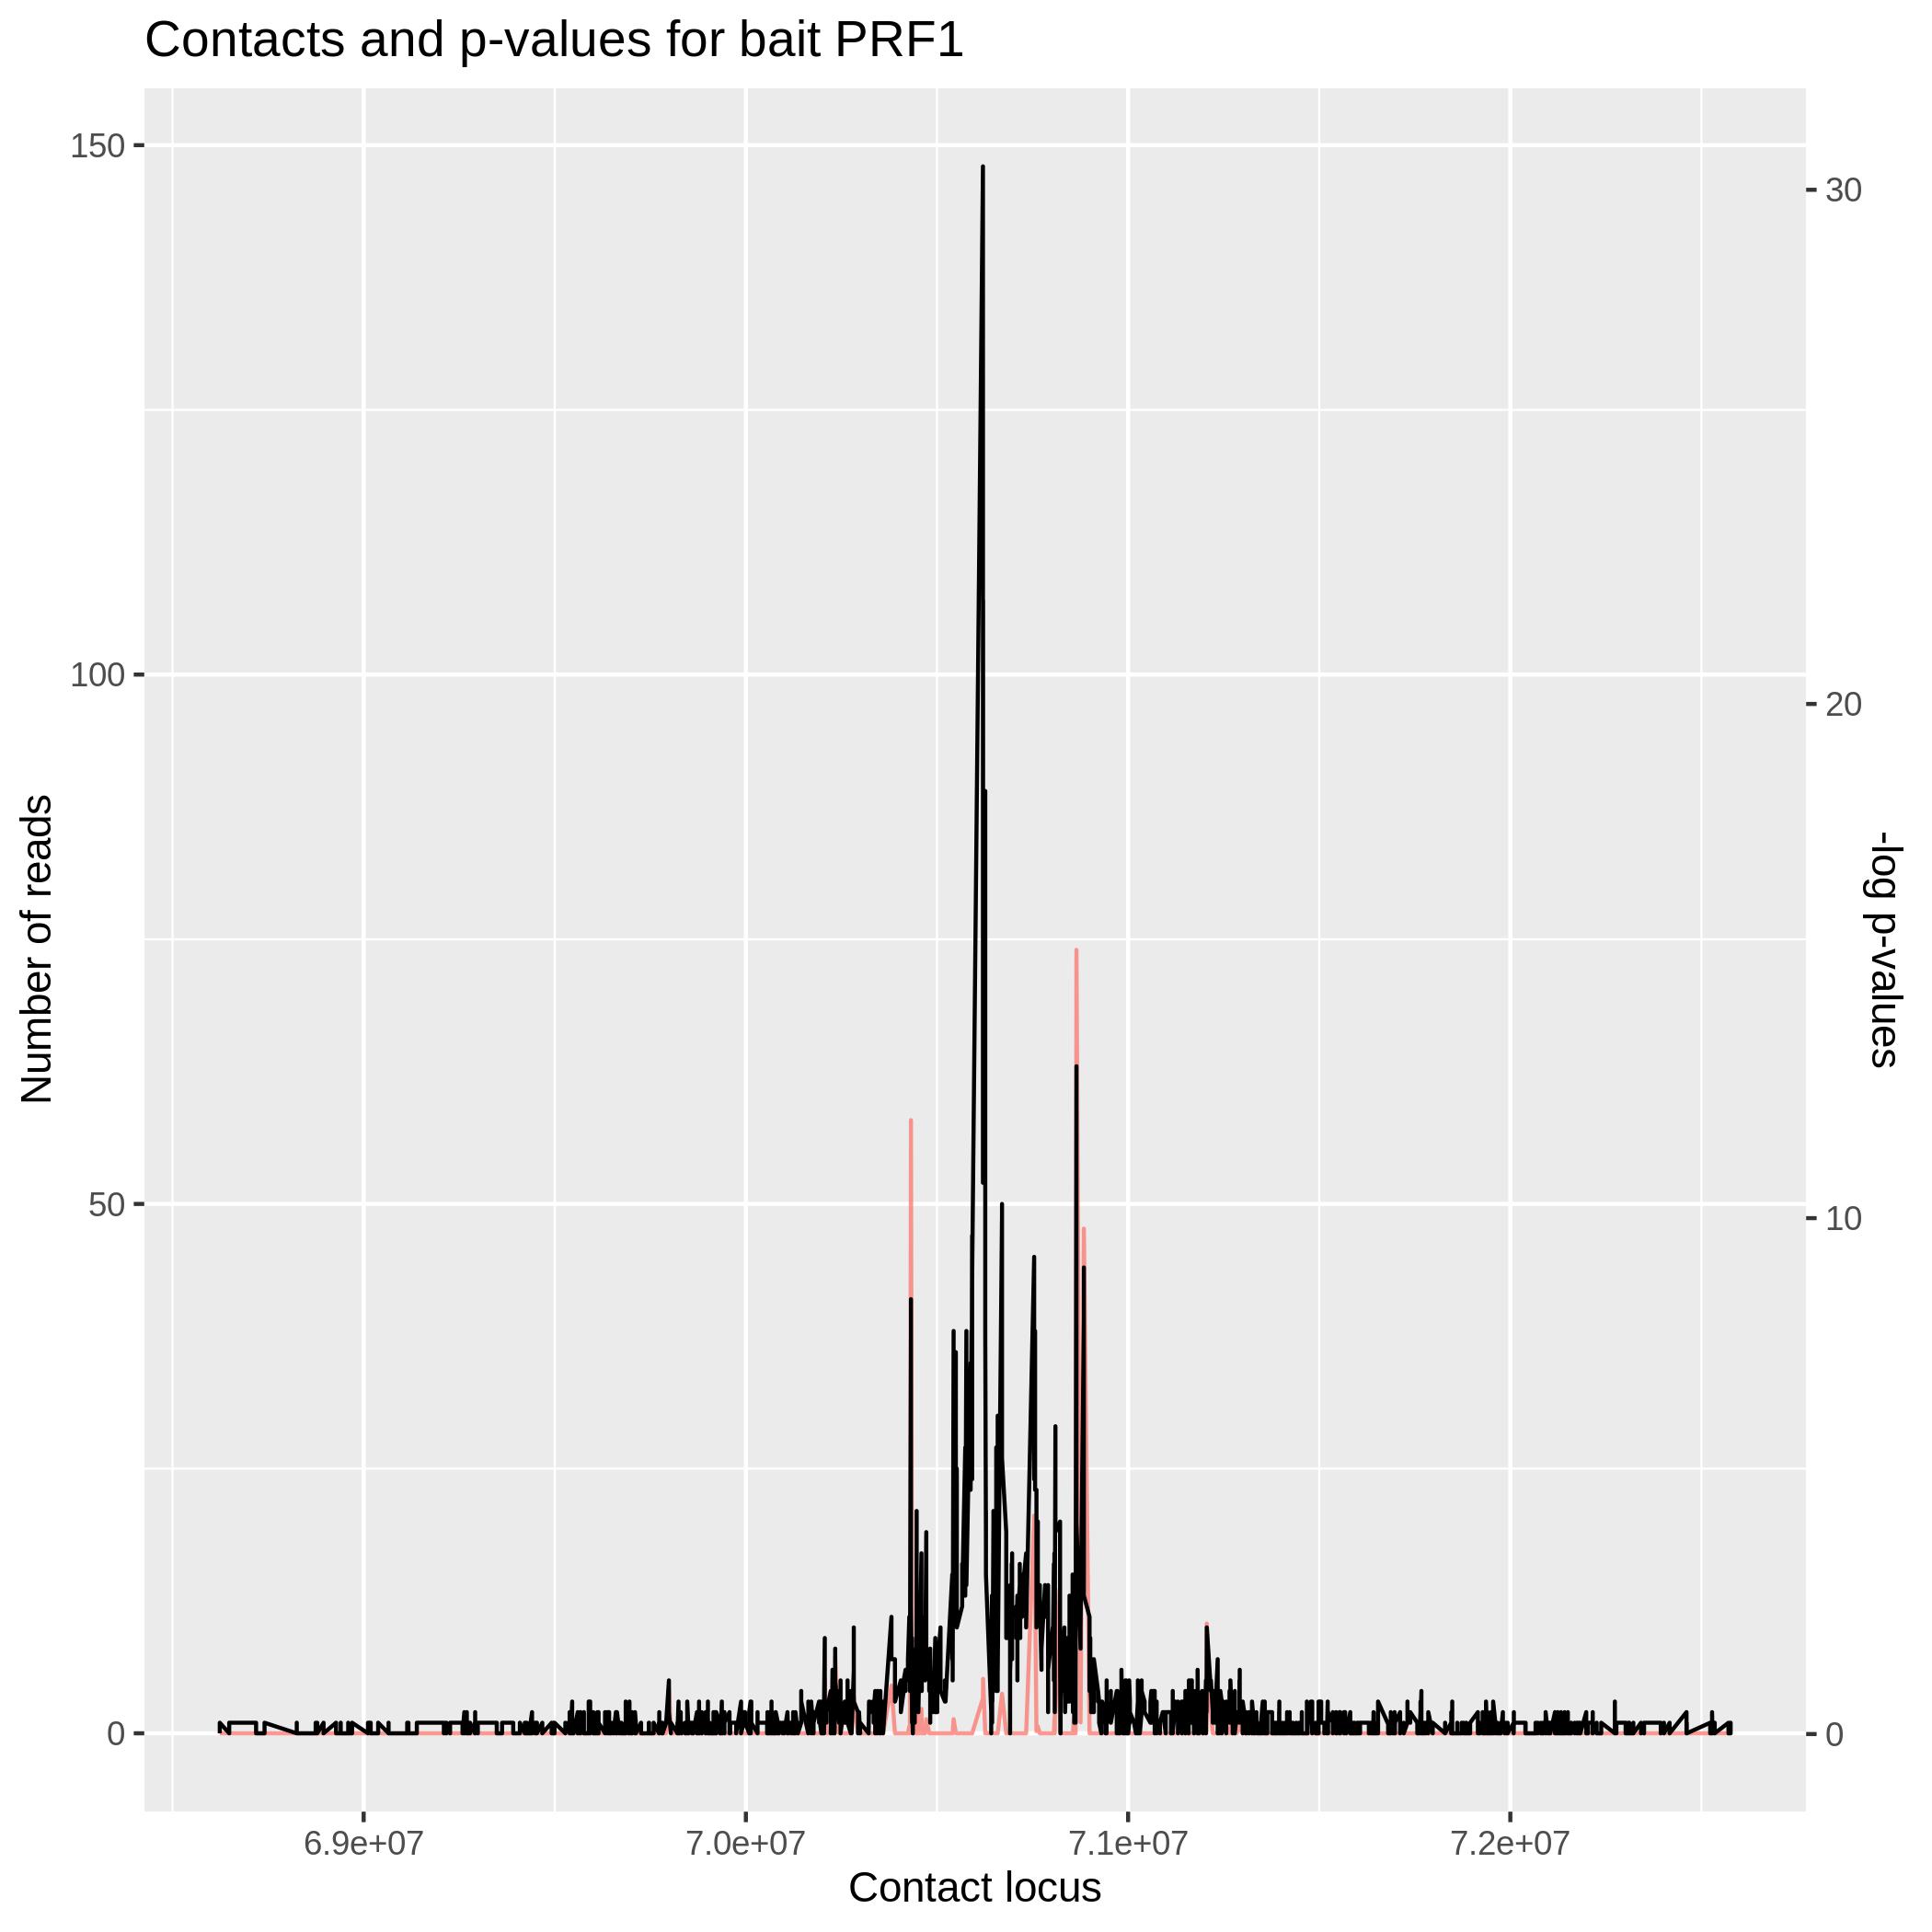 Contacts and p-values for bait PRF1
150
100
50
0
30
20
10
0
Number of reads
-log p-values
6.9e+07 7.0e+07 7.1e+07 7.2e+07
Contact locus